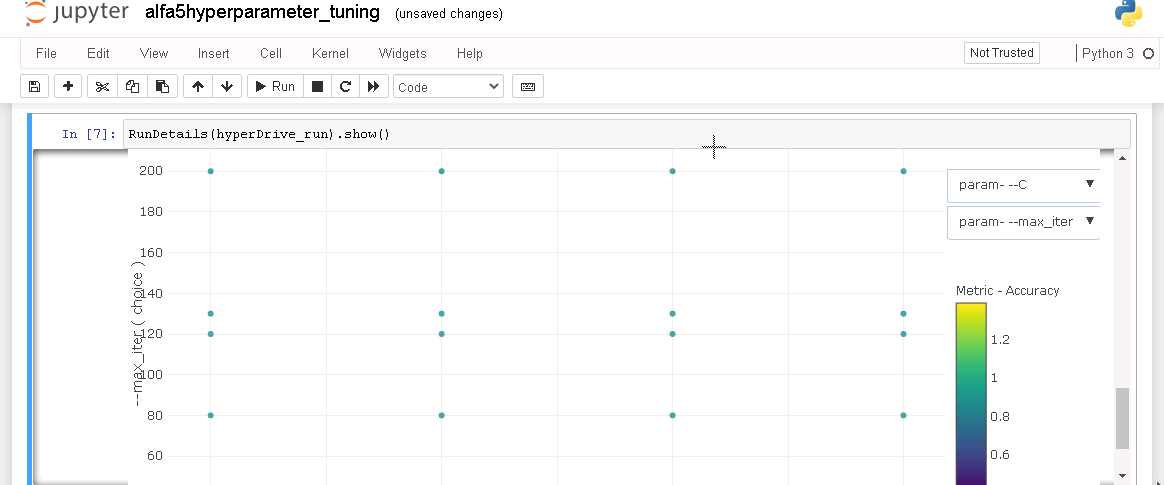 jupyter alfa5hyperparameter_tuning (unsaved changes)
File Edit View Insert Cell Kernel Widgets Help Not Trusted Python 3
Run Code
In [7]: RunDetails(hyperDrive_run).show()
200
180
160
140
120
100
80
60
--max_iter ( choice )
param- --C
param- --max_iter
Metric - Accuracy
1.2
1
0.8
0.6